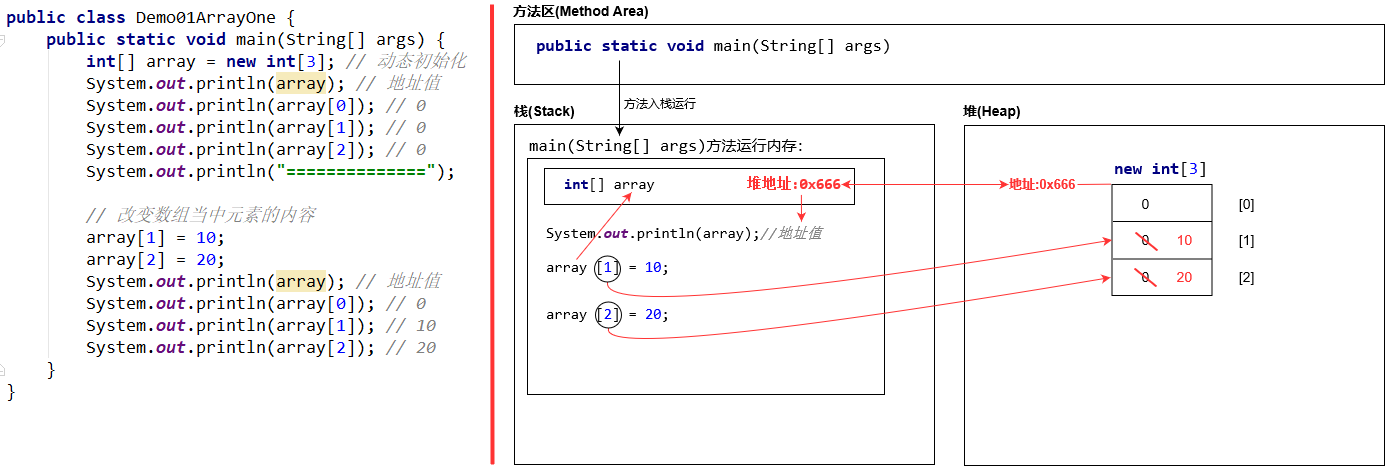 public class Demo01ArrayOne {
public static void main(String[] args) {
int[] array = new int[3]; // 动态初始化
System.out.println(array); // 地址值
System.out.println(array[0]); // 0
System.out.println(array[1]); // 0
System.out.println(array[2]); // 0
System.out.println("==============");
// 改变数组当中元素的内容
array[1] = 10;
array[2] = 20;
System.out.println(array); // 地址值
System.out.println(array[0]); // 0
System.out.println(array[1]); // 10
System.out.println(array[2]); // 20
}
}
方法区(Method Area)
public static void main(String[] args)
方法入栈运行
栈(Stack)
main(String[] args)方法运行内存:
int[] array 堆地址:0x666
System.out.println(array);//地址值
array [1] = 10;
array [2] = 20;
堆(Heap)
new int[3]
地址:0x666
0 [0]
0 10 [1]
0 20 [2]